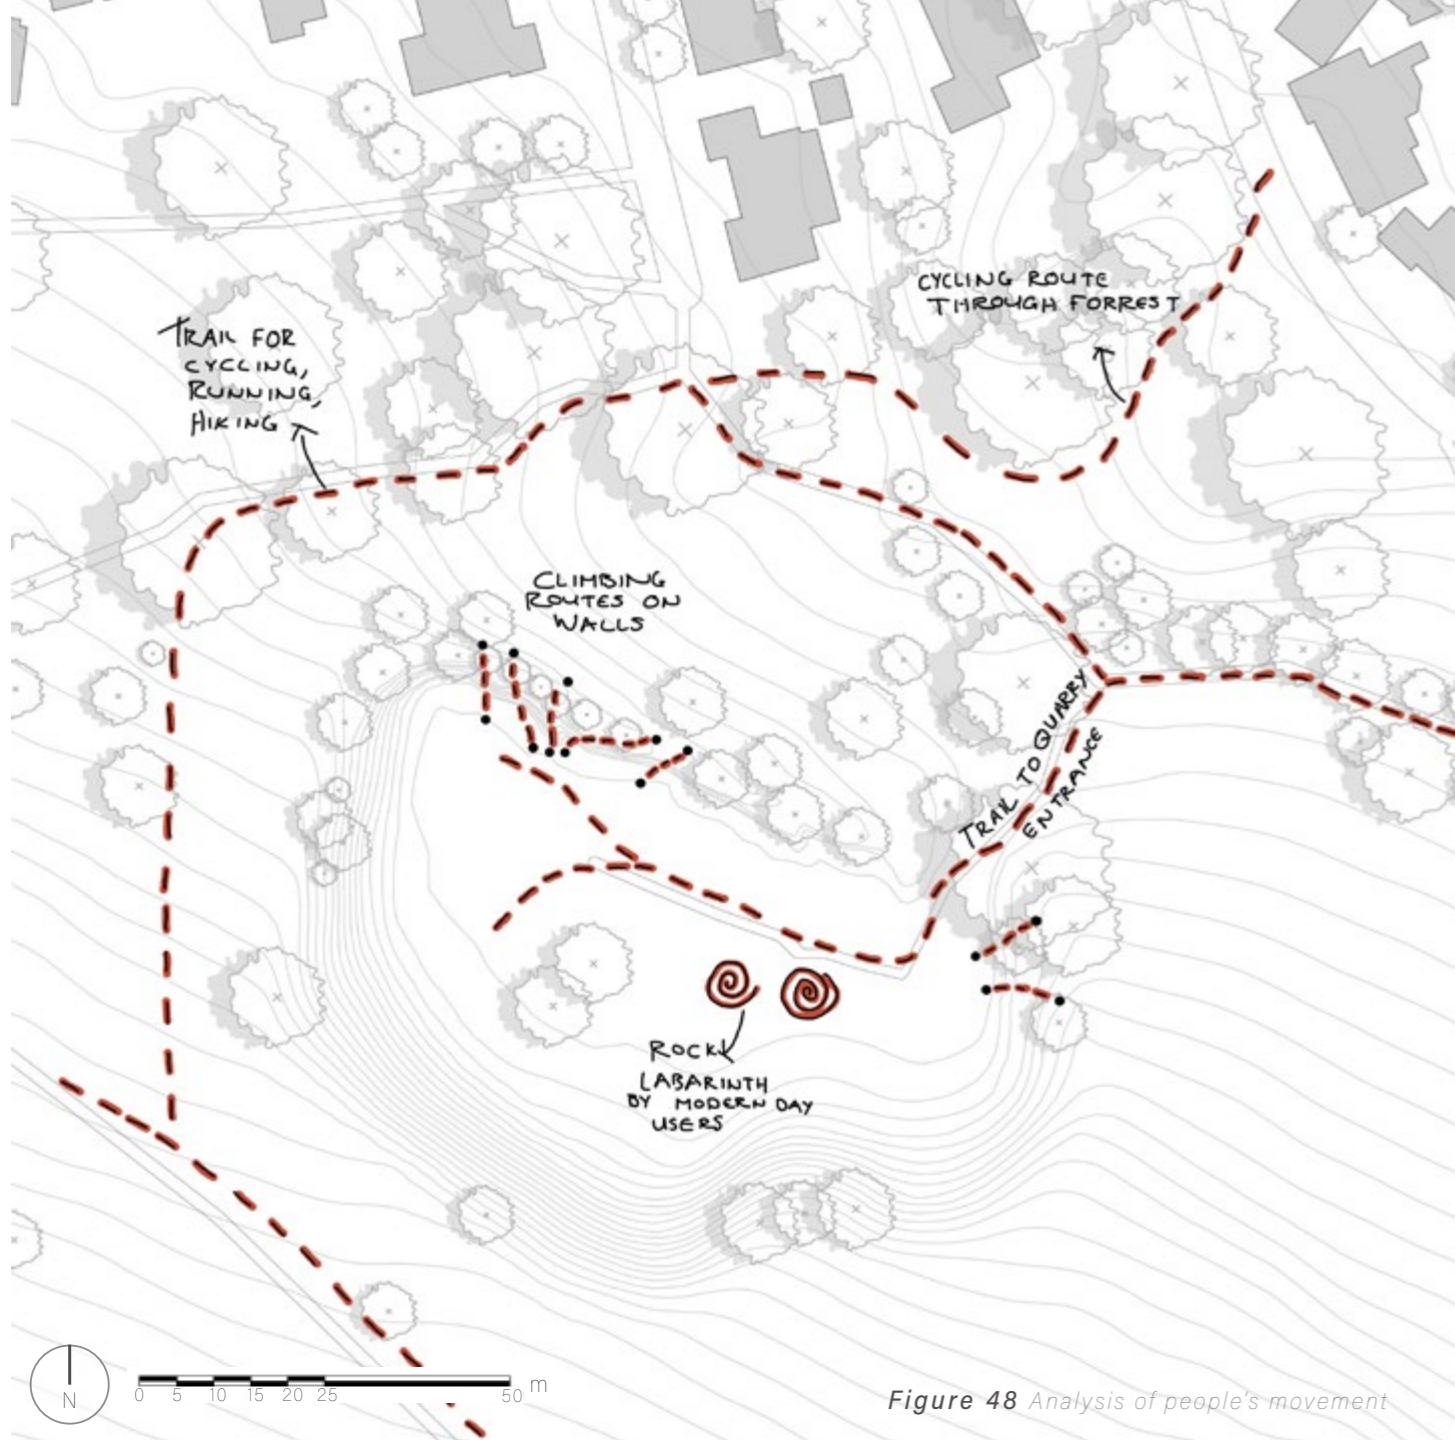 CYCLING ROUTE
THROUGH FORREST
TRAIL FOR
CYCLING,
RUNNING,
HIKING
CLIMBING
ROUTES ON
WALLS
TRAIL TO QUARRY
ENTRANCE
ROCK
LABARINTH
BY MODERN DAY
USERS
N
0 5 10 15 20 25 50 m
Figure 48 Analysis of people's movement